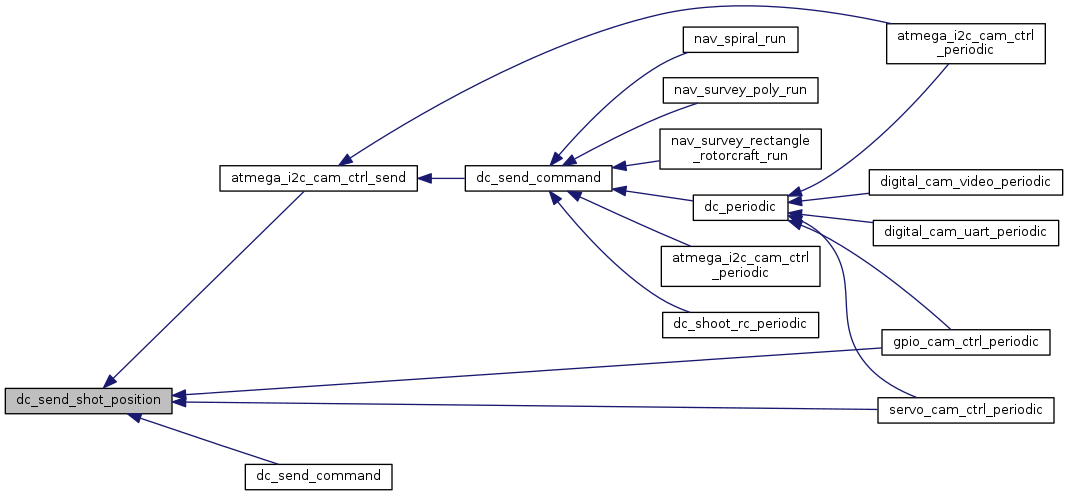 nav_spiral_run
atmega_i2c_cam_ctrl
_periodic
nav_survey_poly_run
nav_survey_rectangle
_rotorcraft_run
atmega_i2c_cam_ctrl_send
dc_send_command
digital_cam_video_periodic
dc_periodic
digital_cam_uart_periodic
atmega_i2c_cam_ctrl
_periodic
dc_shoot_rc_periodic
gpio_cam_ctrl_periodic
dc_send_shot_position
servo_cam_ctrl_periodic
dc_send_command